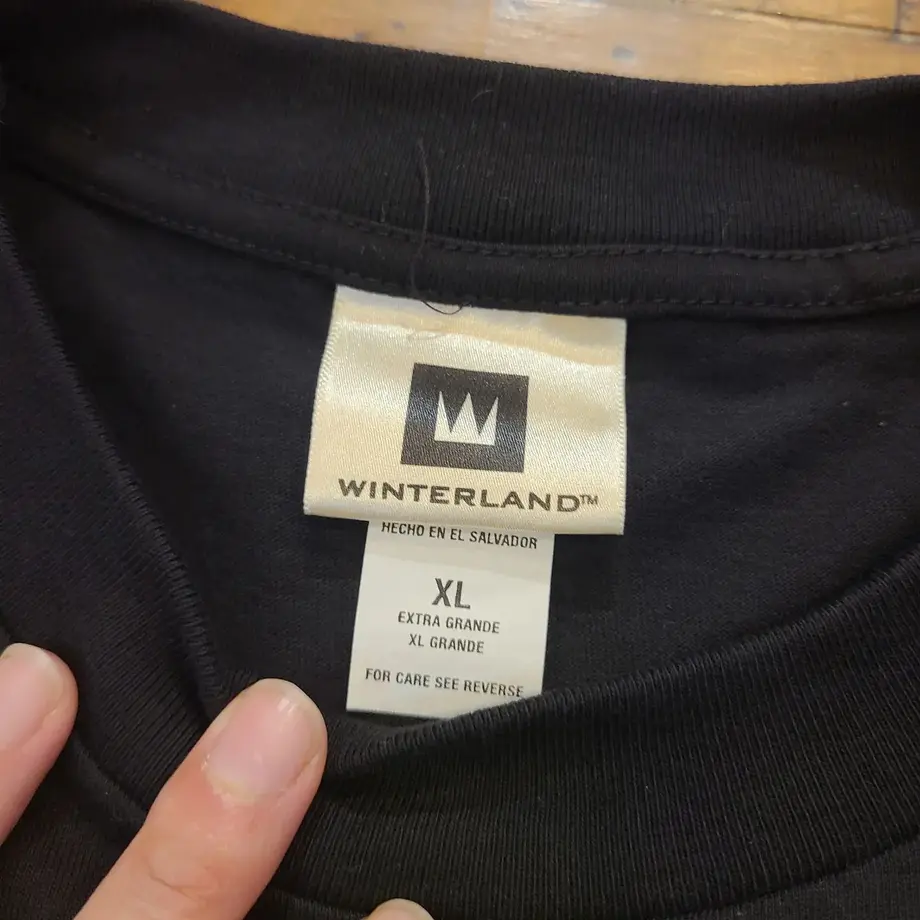 WINTERLAND™
HECHO EN EL SALVADOR
XL
EXTRA GRANDE
XL GRANDE
FOR CARE SEE REVERSE